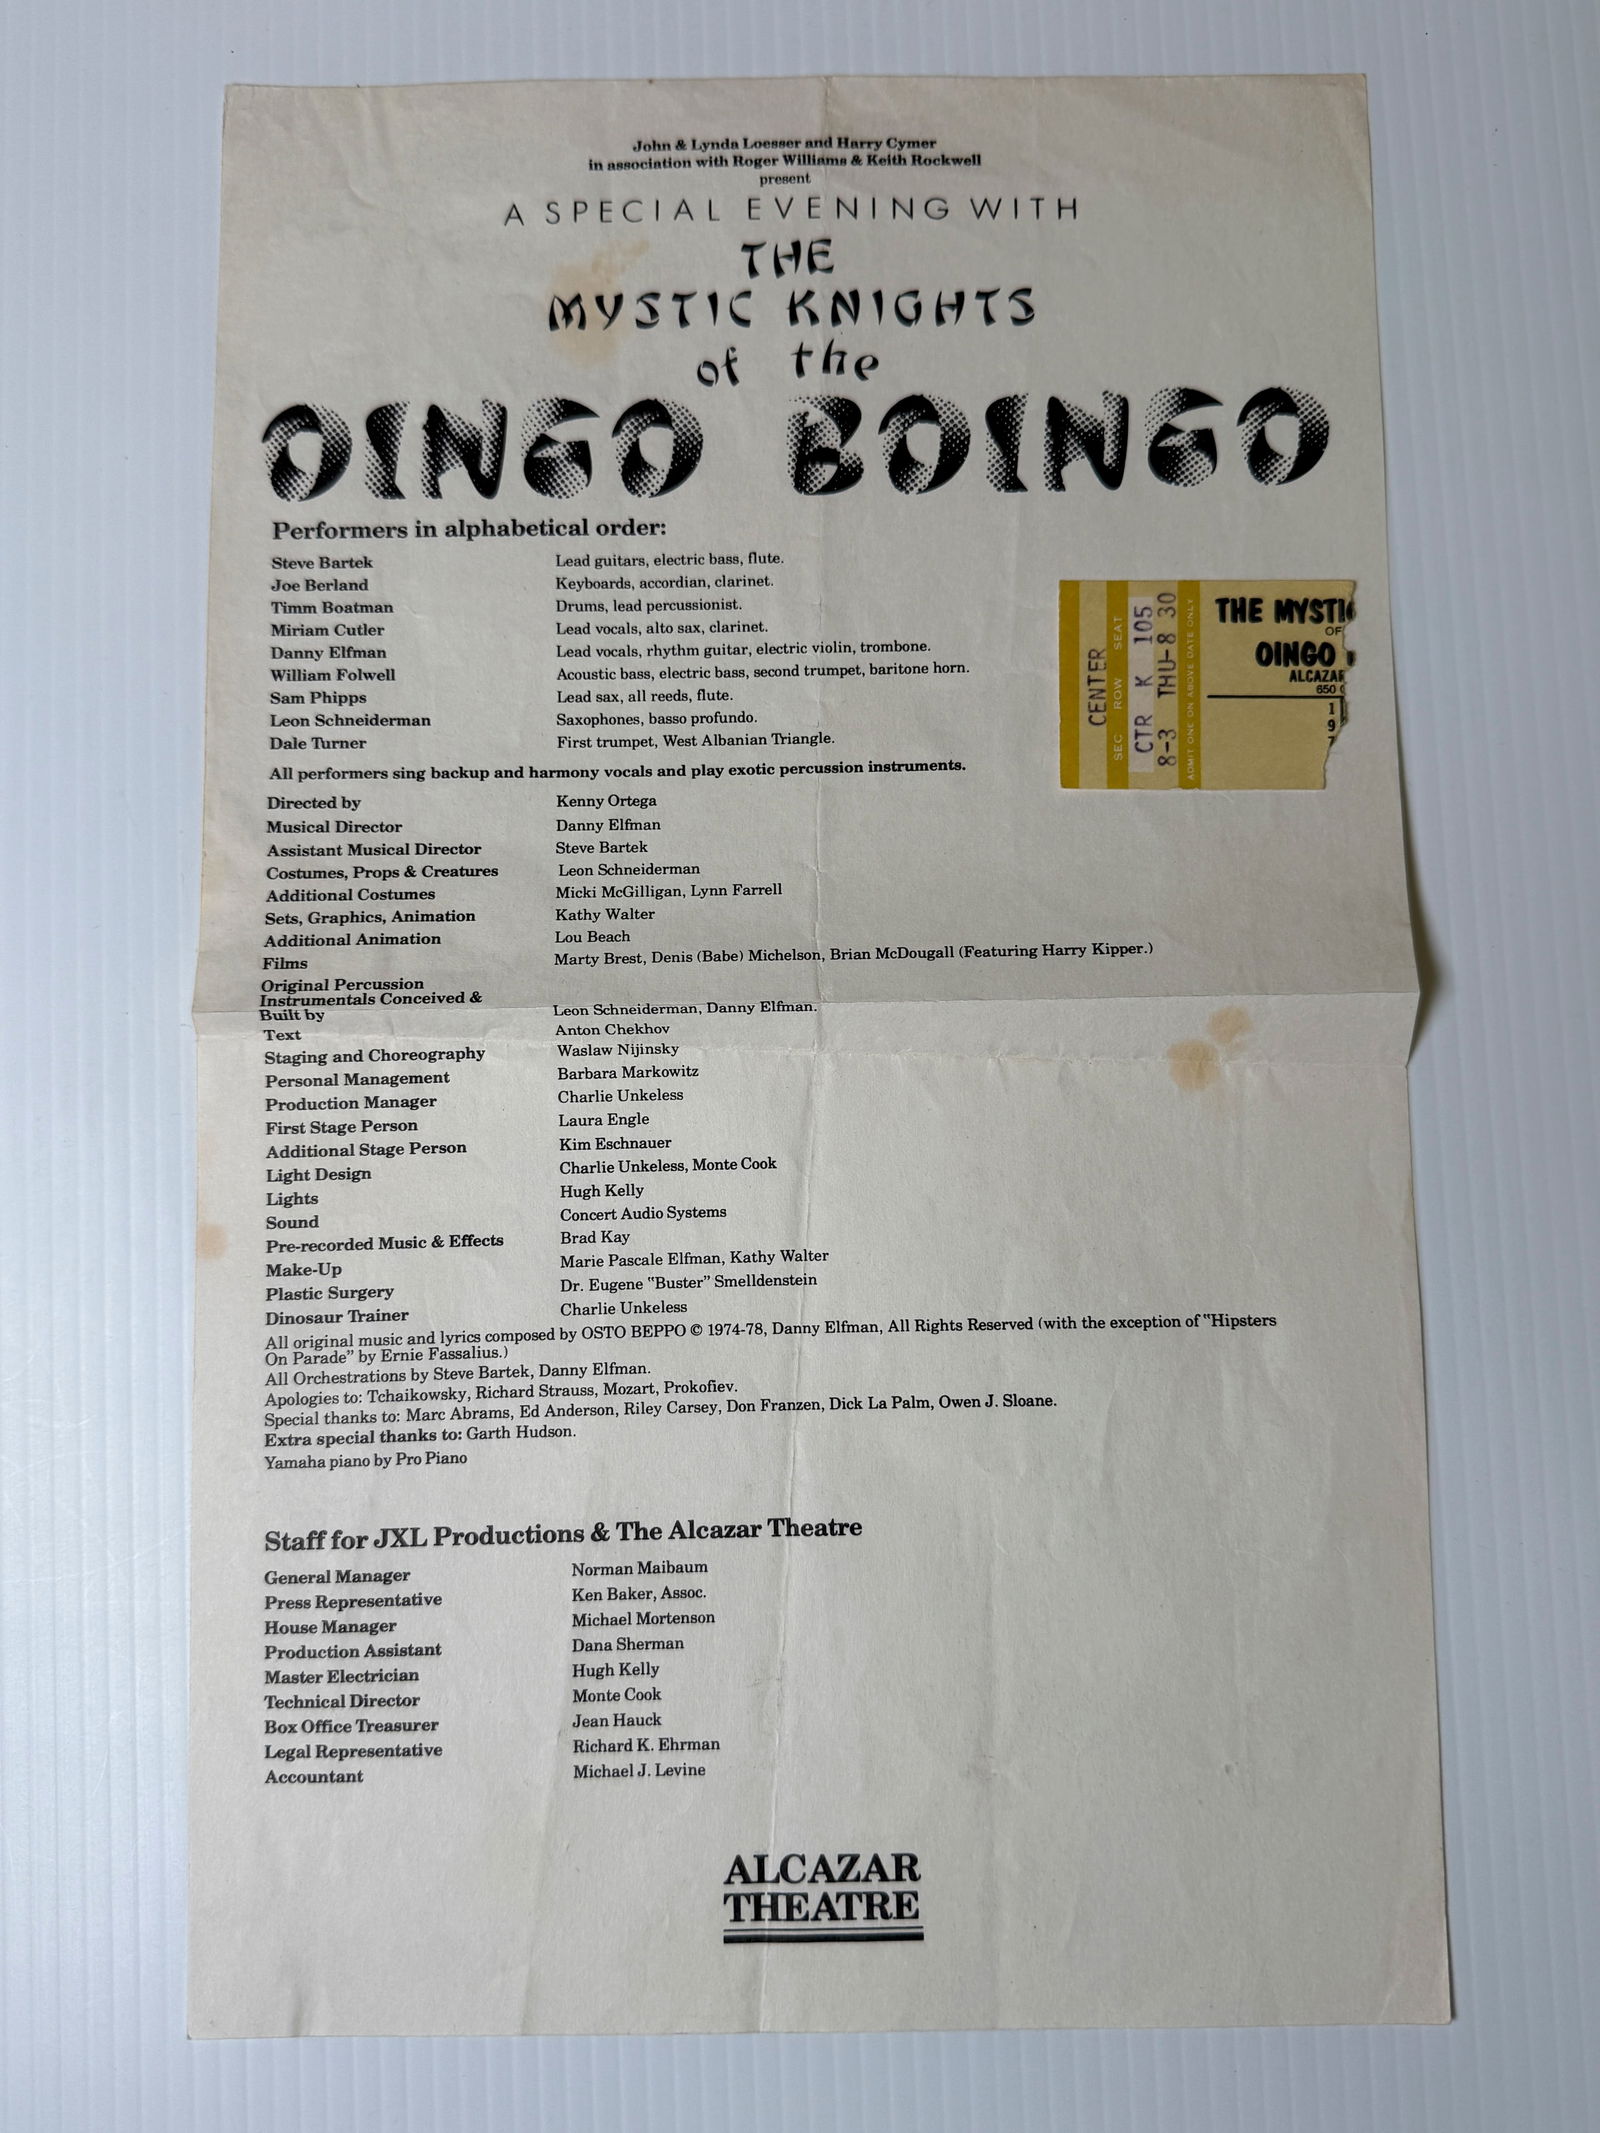 John & Lynda Loesser and Harry Cymer
in association with Roger Williams & Keith Rockwell
present
A SPECIAL EVENING WITH
THE
MYSTIC KNIGHTS
of the
OINGO BOINGO
Performers in alphabetical order:
Steve Bartek Lead guitars, electric bass, flute.
Joe Berland Keyboards, accordian, clarinet.
Timm Boatman Drums, lead percussionist.
Miriam Cutler Lead vocals, alto sax, clarinet.
Danny Elfman Lead vocals, rhythm guitar, electric violin, trombone.
William Folwell Acoustic bass, electric bass, second trumpet, baritone horn.
Sam Phipps Lead sax, all reeds, flute.
Leon Schneiderman Saxophones, basso profundo.
Dale Turner First trumpet, West Albanian Triangle.
All performers sing backup and harmony vocals and play exotic percussion instruments.
CENTER
SEC ROW SEAT
CTR K 105
8-3 THU-8 30
ADMIT ONE ON ABOVE DATE ONLY
THE MYSTI
OF
OINGO
ALCAZAR
650
1
9
7
Directed by Kenny Ortega
Musical Director Danny Elfman
Assistant Musical Director Steve Bartek
Costumes, Props & Creatures Leon Schneiderman
Additional Costumes Micki McGilligan, Lynn Farrell
Sets, Graphics, Animation Kathy Walter
Additional Animation Lou Beach
Films Marty Brest, Denis (Babe) Michelson, Brian McDougall (Featuring Harry Kipper.)
Original Percussion
Instrumentals Conceived &
Built by Leon Schneiderman, Danny Elfman.
Text Anton Chekhov
Staging and Choreography Waslaw Nijinsky
Personal Management Barbara Markowitz
Production Manager Charlie Unkeless
First Stage Person Laura Engle
Additional Stage Person Kim Eschnauer
Light Design Charlie Unkeless, Monte Cook
Lights Hugh Kelly
Sound Concert Audio Systems
Pre-recorded Music & Effects Brad Kay
Make-Up Marie Pascale Elfman, Kathy Walter
Plastic Surgery Dr. Eugene "Buster" Smelldenstein
Dinosaur Trainer Charlie Unkeless
All original music and lyrics composed by OSTO BEPPO © 1974-78, Danny Elfman, All Rights Reserved (with the exception of "Hipsters
On Parade" by Ernie Fassalius.)
All Orchestrations by Steve Bartek, Danny Elfman.
Apologies to: Tchaikowsky, Richard Strauss, Mozart, Prokofiev.
Special thanks to: Marc Abrams, Ed Anderson, Riley Carsey, Don Franzen, Dick La Palm, Owen J. Sloane.
Extra special thanks to: Garth Hudson.
Yamaha piano by Pro Piano
Staff for JXL Productions & The Alcazar Theatre
General Manager Norman Maibaum
Press Representative Ken Baker, Assoc.
House Manager Michael Mortenson
Production Assistant Dana Sherman
Master Electrician Hugh Kelly
Technical Director Monte Cook
Box Office Treasurer Jean Hauck
Legal Representative Richard K. Ehrman
Accountant Michael J. Levine
ALCAZAR
THEATRE